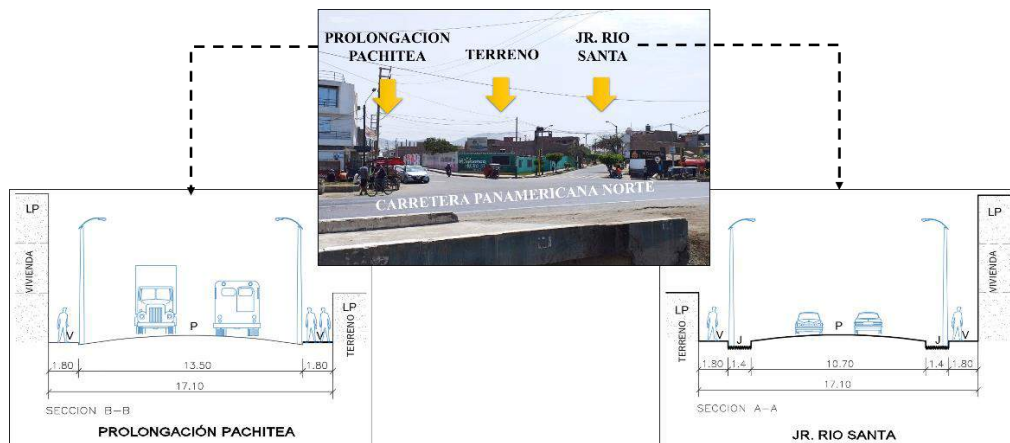 PROLONGACION
PACHITEA
TERRENO
JR. RIO
SANTA
CARRETERA PANAMERICANA NORTE
LP
VIVIENDA
V
P
V
LP
TERRENO
1.80
13.50
1.80
17.10
SECCION B-B
PROLONGACIÓN PACHITEA
LP
TERRENO
V
J
P
J
V
LP
VIVIENDA
1.80
1.4
10.70
1.4
1.80
17.10
SECCION A-A
JR. RIO SANTA